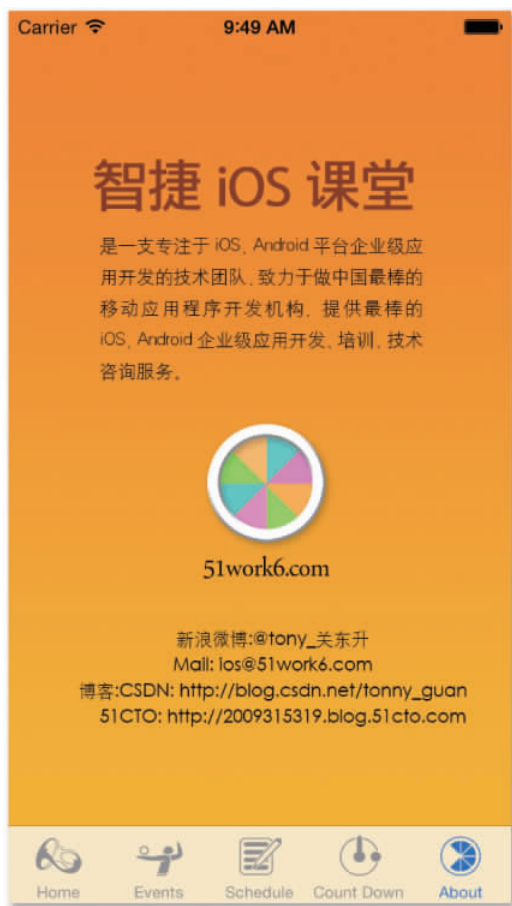 Carrier 9:49 AM
智捷 iOS 课堂
是一支专注于 iOS、Android 平台企业级应
用开发的技术团队，致力于做中国最棒的
移动应用程序开发机构，提供最棒的
iOS、Android 企业级应用开发、培训、技术
咨询服务。
51work6.com
新浪微博:@tony_关东升
Mail: ios@51work6.com
博客:CSDN: http://blog.csdn.net/tonny_guan
51CTO: http://2009315319.blog.51cto.com
Home Events Schedule Count Down About